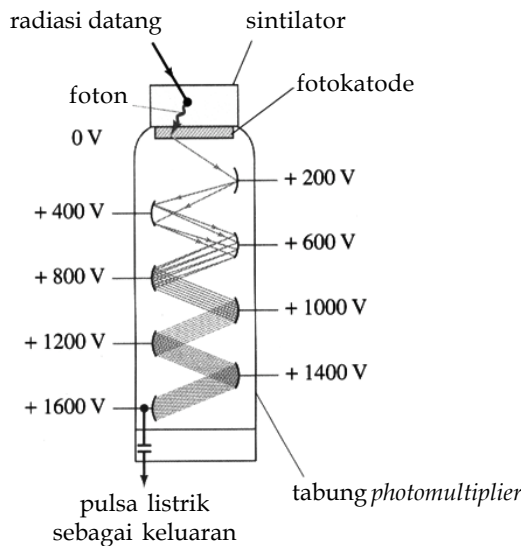 radiasi datang
sintilator
foton
fotokatode
0 V
+ 200 V
+ 400 V
+ 600 V
+ 800 V
+ 1000 V
+ 1200 V
+ 1400 V
+ 1600 V
tabung photomultiplier
pulsa listrik
sebagai keluaran